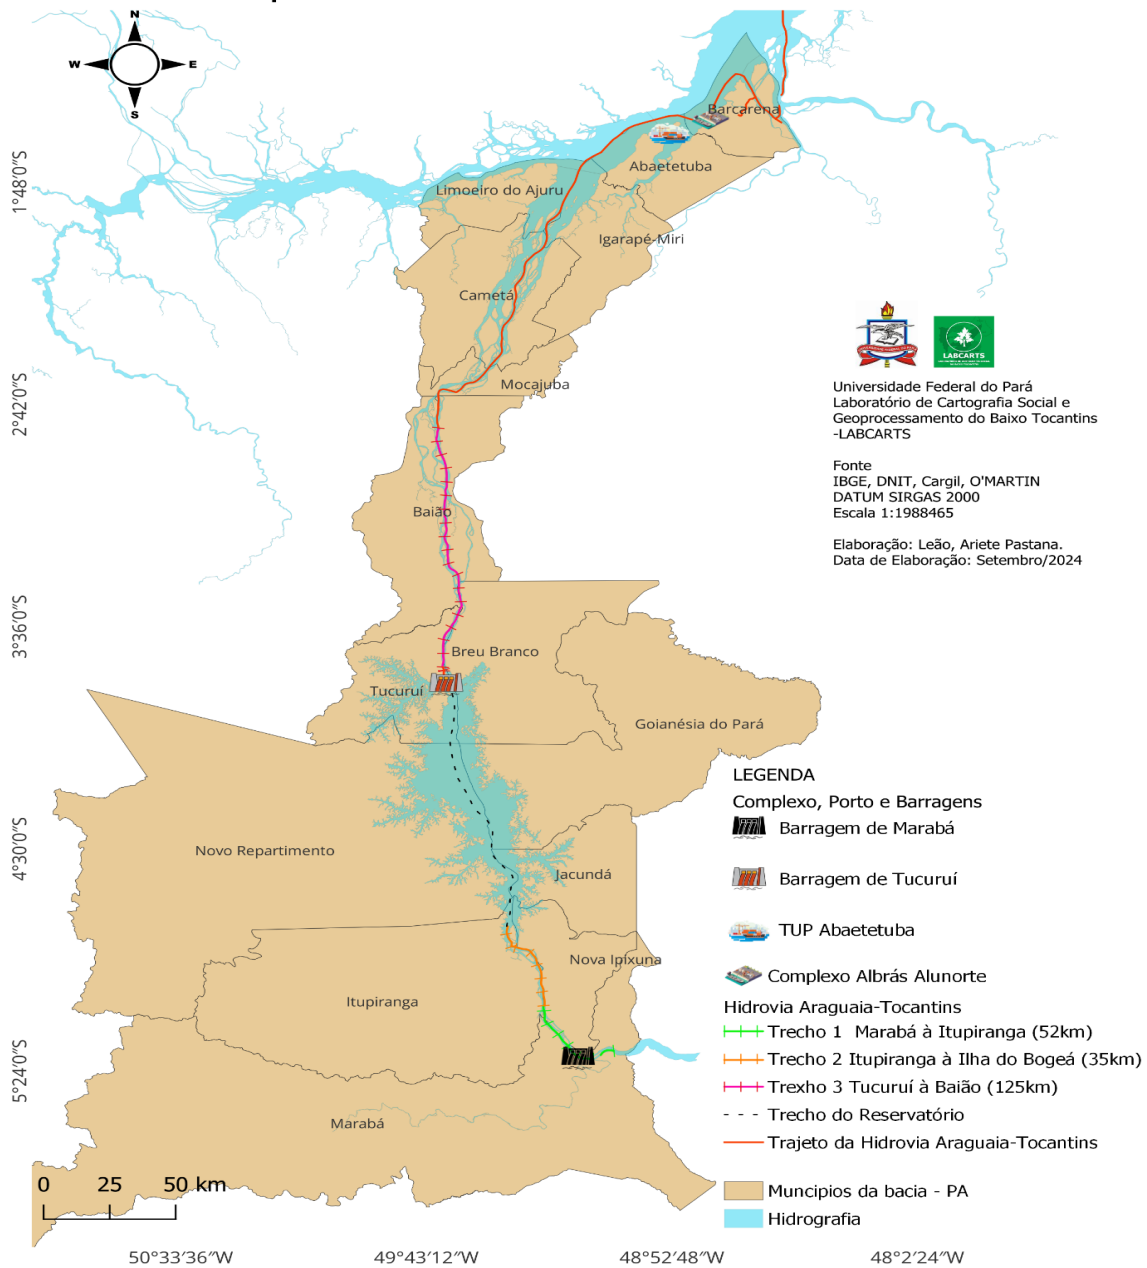 N
W
E
S
Barcarena
Abaetetuba
Limoeiro do Ajuru
Igarapé-Miri
Cametá
Mocajuba
Baião
Breu Branco
Tucuruí
Goianésia do Pará
Novo Repartimento
Jacundá
Nova Ipixuna
Itupiranga
Marabá
1°48′0″S
2°42′0″S
3°36′0″S
4°30′0″S
5°24′0″S
LABCARTS
Universidade Federal do Pará
Laboratório de Cartografia Social e
Geoprocessamento do Baixo Tocantins
-LABCARTS
Fonte
IBGE, DNIT, Cargil, O'MARTIN
DATUM SIRGAS 2000
Escala 1:1988465
Elaboração: Leão, Ariete Pastana.
Data de Elaboração: Setembro/2024
LEGENDA
Complexo, Porto e Barragens
Barragem de Marabá
Barragem de Tucuruí
TUP Abaetetuba
Complexo Albrás Alunorte
Hidrovia Araguaia-Tocantins
Trecho 1 Marabá à Itupiranga (52km)
Trecho 2 Itupiranga à Ilha do Bogeá (35km)
Trexho 3 Tucuruí à Baião (125km)
Trecho do Reservatório
Trajeto da Hidrovia Araguaia-Tocantins
Muncipios da bacia - PA
Hidrografia
0 25 50 km
50°33′36″W 49°43′12″W 48°52′48″W 48°2′24″W